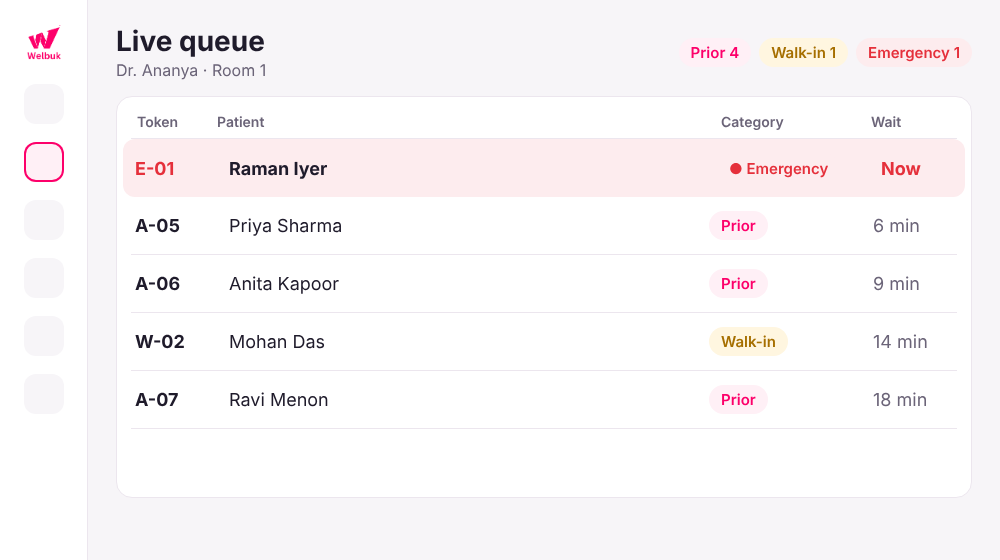 Welbuk
Live queue
Dr. Ananya · Room 1
Prior 4 Walk-in 1 Emergency 1
Token Patient Category Wait
E-01 Raman Iyer Emergency Now
A-05 Priya Sharma Prior 6 min
A-06 Anita Kapoor Prior 9 min
W-02 Mohan Das Walk-in 14 min
A-07 Ravi Menon Prior 18 min